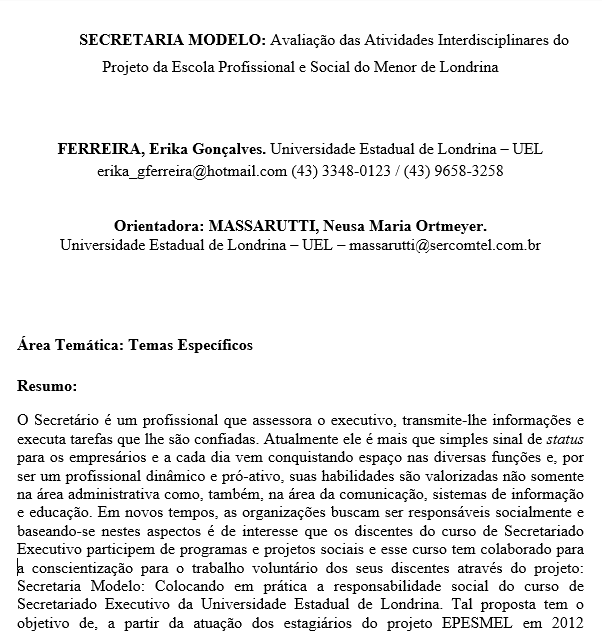 SECRETARIA MODELO: Avaliação das Atividades Interdisciplinares do
Projeto da Escola Profissional e Social do Menor de Londrina
FERREIRA, Erika Gonçalves. Universidade Estadual de Londrina – UEL
erika_gferreira@hotmail.com (43) 3348-0123 / (43) 9658-3258
Orientadora: MASSARUTTI, Neusa Maria Ortmeyer.
Universidade Estadual de Londrina – UEL – massarutti@sercomtel.com.br
Área Temática: Temas Específicos
Resumo:
O Secretário é um profissional que assessora o executivo, transmite-lhe informações e
executa tarefas que lhe são confiadas. Atualmente ele é mais que simples sinal de status
para os empresários e a cada dia vem conquistando espaço nas diversas funções e, por
ser um profissional dinâmico e pró-ativo, suas habilidades são valorizadas não somente
na área administrativa como, também, na área da comunicação, sistemas de informação
e educação. Em novos tempos, as organizações buscam ser responsáveis socialmente e
baseando-se nestes aspectos é de interesse que os discentes do curso de Secretariado
Executivo participem de programas e projetos sociais e esse curso tem colaborado para
a conscientização para o trabalho voluntário dos seus discentes através do projeto:
Secretaria Modelo: Colocando em prática a responsabilidade social do curso de
Secretariado Executivo da Universidade Estadual de Londrina. Tal proposta tem o
objetivo de, a partir da atuação dos estagiários do projeto EPESMEL em 2012